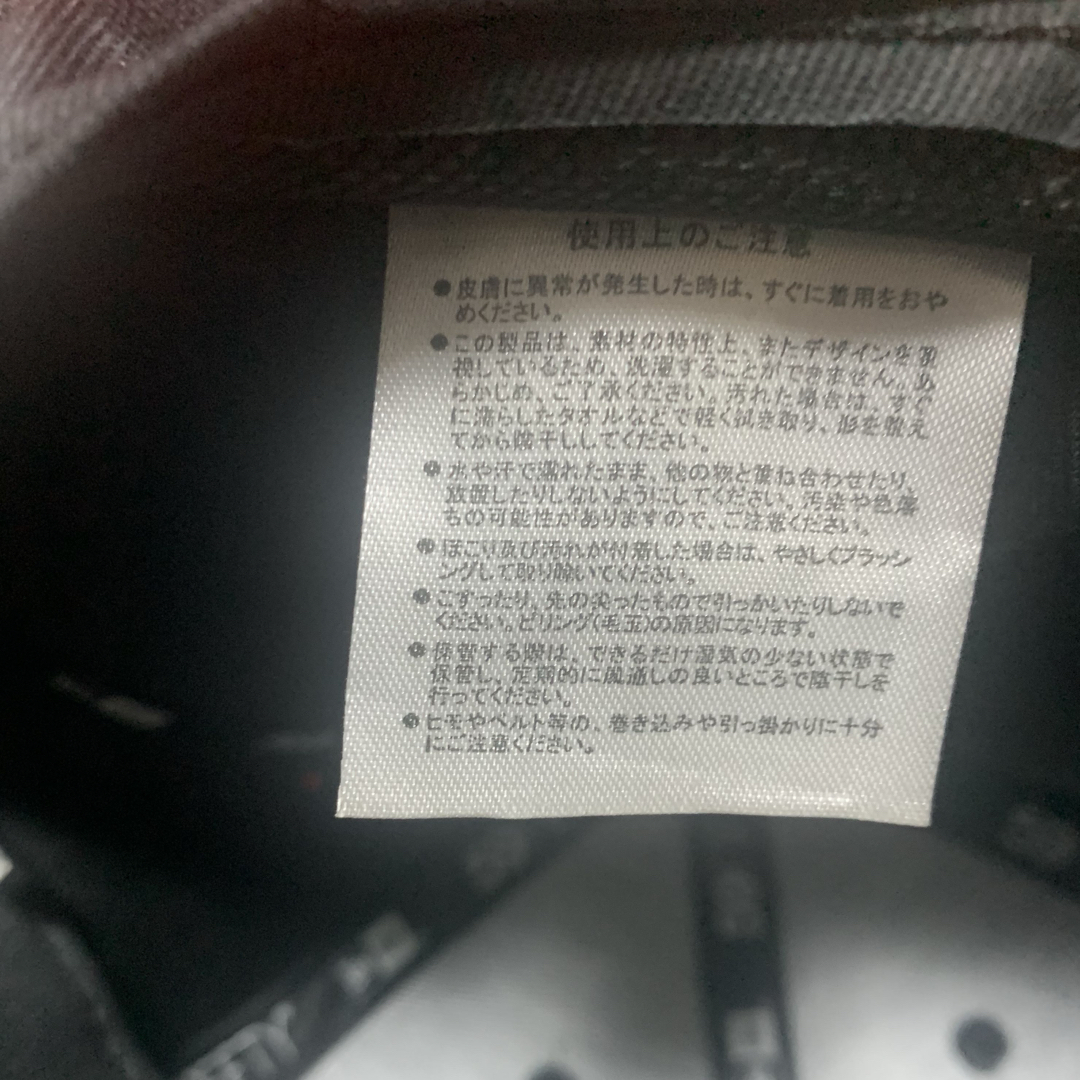 使用上のご注意
●皮膚に異常が発生した時は、すぐに着用をおや
めください。
●この製品は、素材の特性上、またデザインを重
視しているため、洗濯することができません。あ
らかじめ、ご了承ください。汚れた場合は、すぐ
に濡らしたタオルなどで軽く拭き取り、形を整え
てから陰干ししてください。
●水や汗で濡れたまま、他の物と重ね合わせたり、
放置したりしないようにしてください。汚染や色落
ちの可能性がありますので、ご注意ください。
●ほこり及び汚れが付着した場合は、やさしくブラッシ
ングして取り除いてください。
●こすったり、先の尖ったもので引っかいたりしないで
ください。ピリング(毛玉)の原因になります。
●保管する際は、できるだけ湿気の少ない状態で
保管し、定期的に風通しの良いところで陰干しを
行ってください。
●ヒモやベルト等の、巻き込みや引っ掛かりに十分
にご注意ください。